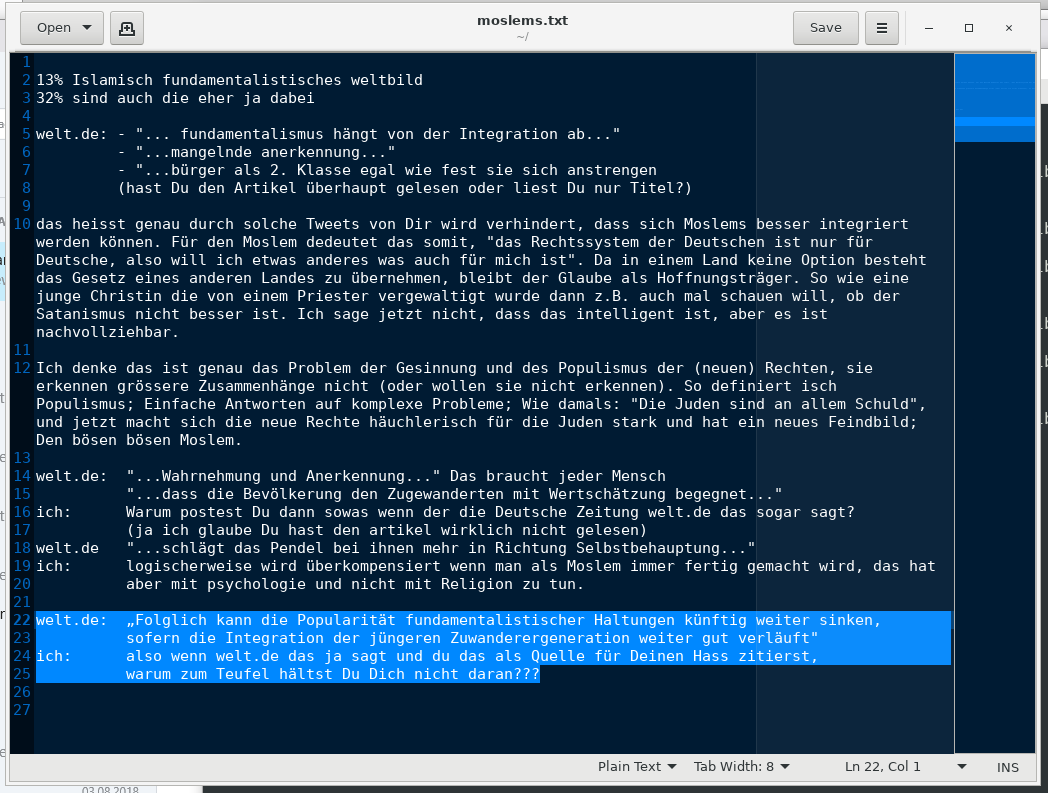 Open
moslems.txt
~/
Save
1
2 13% Islamisch fundamentalistisches weltbild
3 32% sind auch die eher ja dabei
4
5 welt.de: - "... fundamentalismus hängt von der Integration ab..."
6 - "...mangelnde anerkennung..."
7 - "...bürger als 2. Klasse egal wie fest sie sich anstrengen
8 (hast Du den Artikel überhaupt gelesen oder liest Du nur Titel?)
9
10 das heisst genau durch solche Tweets von Dir wird verhindert, dass sich Moslems besser integriert
werden können. Für den Moslem dedeutet das somit, "das Rechtssystem der Deutschen ist nur für
Deutsche, also will ich etwas anderes was auch für mich ist". Da in einem Land keine Option besteht
das Gesetz eines anderen Landes zu übernehmen, bleibt der Glaube als Hoffnungsträger. So wie eine
junge Christin die von einem Priester vergewaltigt wurde dann z.B. auch mal schauen will, ob der
Satanismus nicht besser ist. Ich sage jetzt nicht, dass das intelligent ist, aber es ist
nachvollziehbar.
11
12 Ich denke das ist genau das Problem der Gesinnung und des Populismus der (neuen) Rechten, sie
erkennen grössere Zusammenhänge nicht (oder wollen sie nicht erkennen). So definiert isch
Populismus; Einfache Antworten auf komplexe Probleme; Wie damals: "Die Juden sind an allem Schuld",
und jetzt macht sich die neue Rechte häuchlerisch für die Juden stark und hat ein neues Feindbild;
Den bösen bösen Moslem.
13
14 welt.de: "...Wahrnehmung und Anerkennung..." Das braucht jeder Mensch
15 "...dass die Bevölkerung den Zugewanderten mit Wertschätzung begegnet..."
16 ich: Warum postest Du dann sowas wenn der die Deutsche Zeitung welt.de das sogar sagt?
17 (ja ich glaube Du hast den artikel wirklich nicht gelesen)
18 welt.de "...schlägt das Pendel bei ihnen mehr in Richtung Selbstbehauptung..."
19 ich: logischerweise wird überkompensiert wenn man als Moslem immer fertig gemacht wird, das hat
20 aber mit psychologie und nicht mit Religion zu tun.
21
22 welt.de: „Folglich kann die Popularität fundamentalistischer Haltungen künftig weiter sinken,
23 sofern die Integration der jüngeren Zuwanderergeneration weiter gut verläuft"
24 ich: also wenn welt.de das ja sagt und du das als Quelle für Deinen Hass zitierst,
25 warum zum Teufel hältst Du Dich nicht daran???
26
27
Plain Text Tab Width: 8 Ln 22, Col 1 INS
03.08.2018